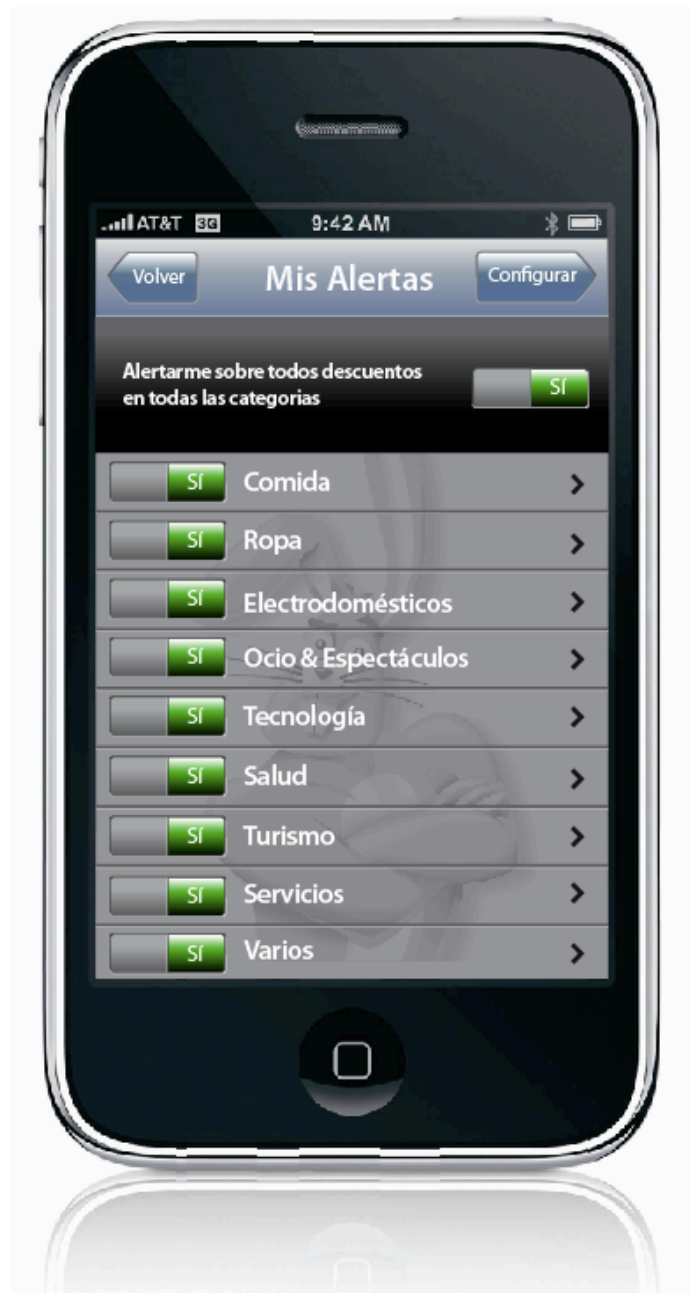 AT&T 3G 9:42 AM
Volver Mis Alertas Configurar
Alertarme sobre todos descuentos
en todas las categorias
Sí
Sí Comida
Sí Ropa
Sí Electrodomésticos
Sí Ocio & Espectáculos
Sí Tecnología
Sí Salud
Sí Turismo
Sí Servicios
Sí Varios